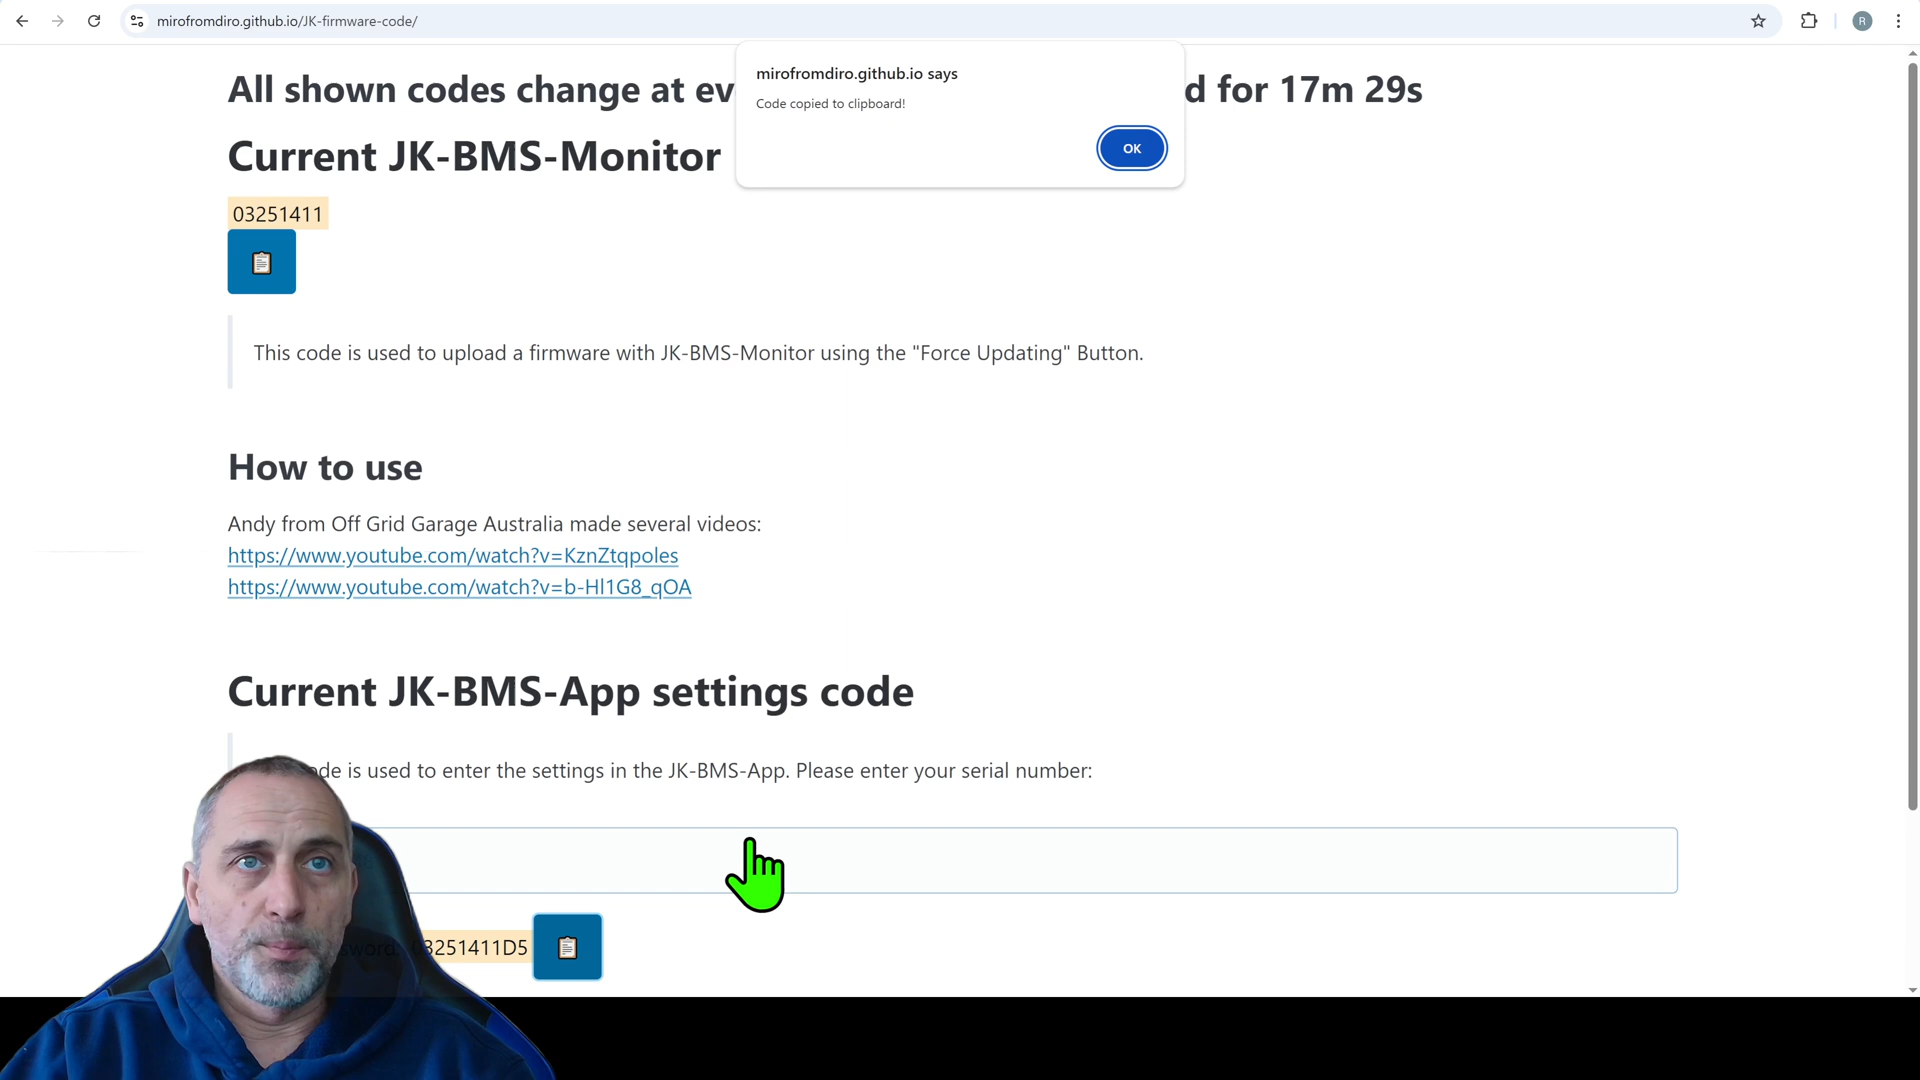 mirofromdiro.github.io/JK-firmware-code/
R
mirofromdiro.github.io says
Code copied to clipboard!
OK
All shown codes change at ev
d for 17m 29s
Current JK-BMS-Monitor
03251411
This code is used to upload a firmware with JK-BMS-Monitor using the "Force Updating" Button.
How to use
Andy from Off Grid Garage Australia made several videos:
https://www.youtube.com/watch?v=KznZtqpoles
https://www.youtube.com/watch?v=b-Hl1G8_qOA
Current JK-BMS-App settings code
de is used to enter the settings in the JK-BMS-App. Please enter your serial number:
sword: 03251411D5